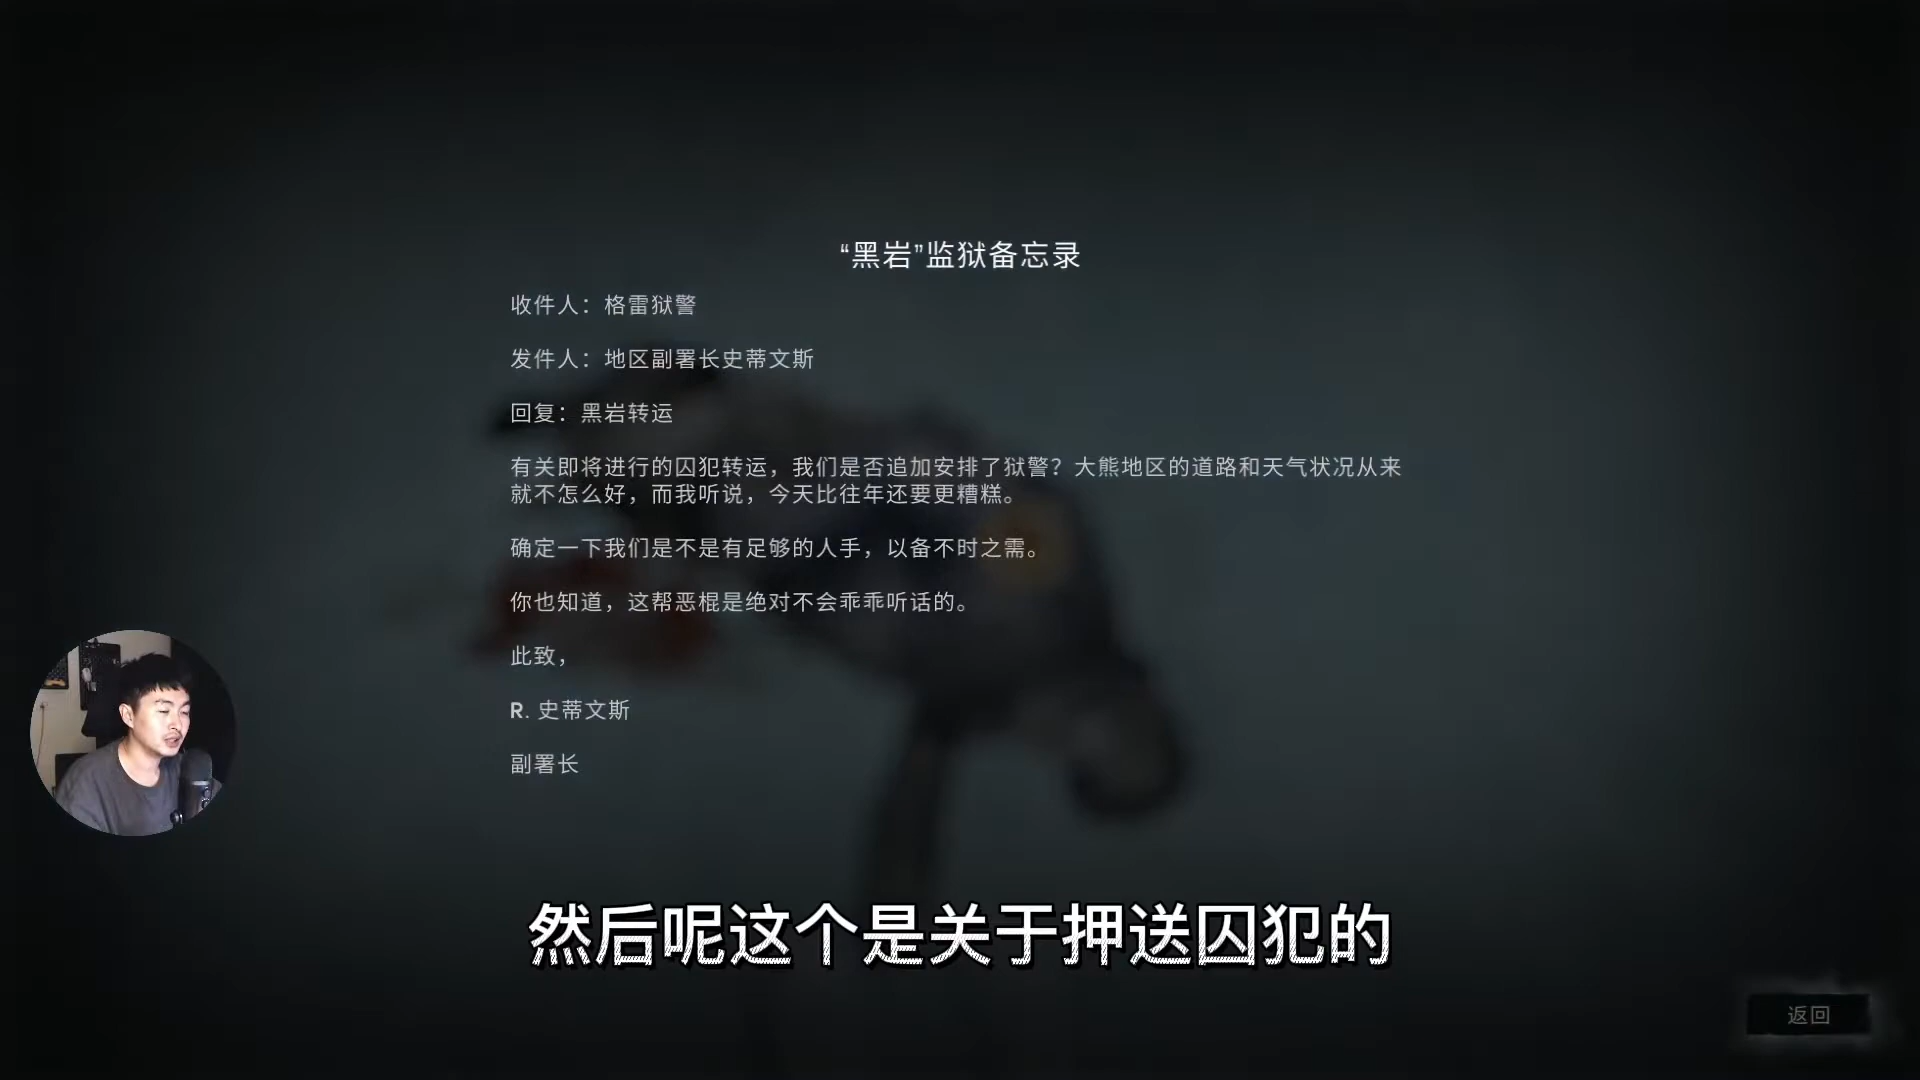 “黑岩”监狱备忘录
收件人：格雷狱警
发件人：地区副署长史蒂文斯
回复：黑岩转运
有关即将进行的囚犯转运，我们是否追加安排了狱警？大熊地区的道路和天气状况从来
就不怎么好，而我听说，今天比往年还要更糟糕。
确定一下我们是不是有足够的人手，以备不时之需。
你也知道，这帮恶棍是绝对不会乖乖听话的。
此致，
R. 史蒂文斯
副署长
然后呢这个是关于押送囚犯的
返回